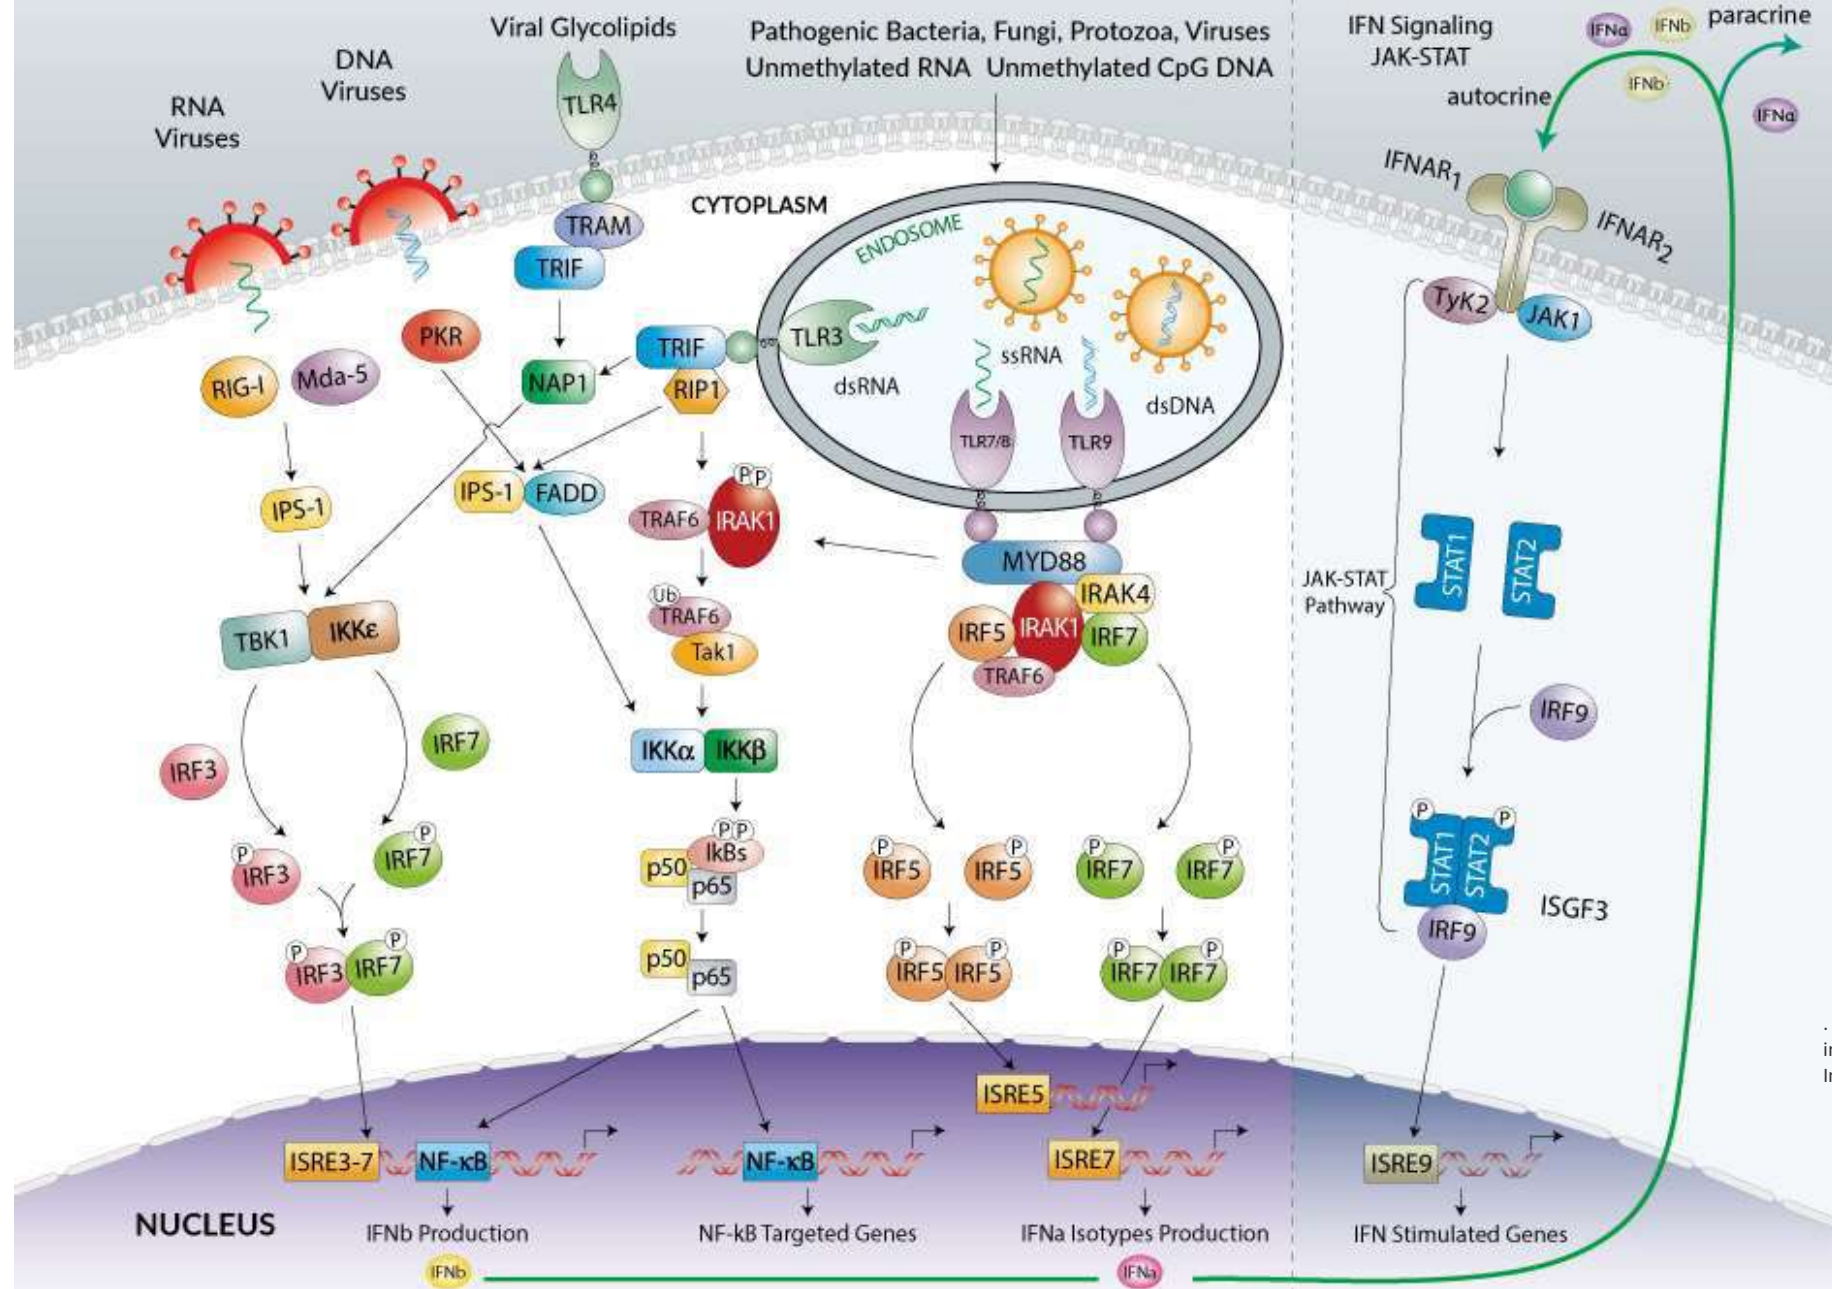 Viral Glycolipids
Pathogenic Bacteria, Fungi, Protozoa, Viruses
Unmethylated RNA Unmethylated CpG DNA
IFN Signaling
JAK-STAT
IFNα
IFNb
paracrine
IFNb
autocrine
IFNα
DNA
Viruses
RNA
Viruses
TLR4
TRAM
TRIF
CYTOPLASM
ENDOSOME
IFNAR1
IFNAR2
TyK2
JAK1
PKR
RIG-I
Mda-5
NAP1
TRIF
RIP1
TLR3
dsRNA
ssRNA
dsDNA
TLR7/8
TLR9
IPS-1
IPS-1
FADD
P
P
TRAF6
IRAK1
MYD88
IRAK4
IRF5
IRAK1
IRF7
TRAF6
STAT1
STAT2
JAK-STAT
Pathway
TBK1
IKKε
Ub
TRAF6
Tak1
IRF9
IRF3
IRF7
IKKα
IKKβ
P
IRF3
P
IRF7
P
P
IkBs
p50
p65
P
IRF5
P
IRF5
P
IRF7
P
IRF7
P
P
STAT1
STAT2
IRF9
ISGF3
P
IRF3
P
IRF7
p50
p65
P
IRF5
P
IRF5
P
IRF7
P
IRF7
ISRE5
ISRE3-7
NF-κB
NF-κB
ISRE7
ISRE9
NUCLEUS
IFNb Production
NF-kB Targeted Genes
IFNa Isotypes Production
IFN Stimulated Genes
IFNb
IFNa